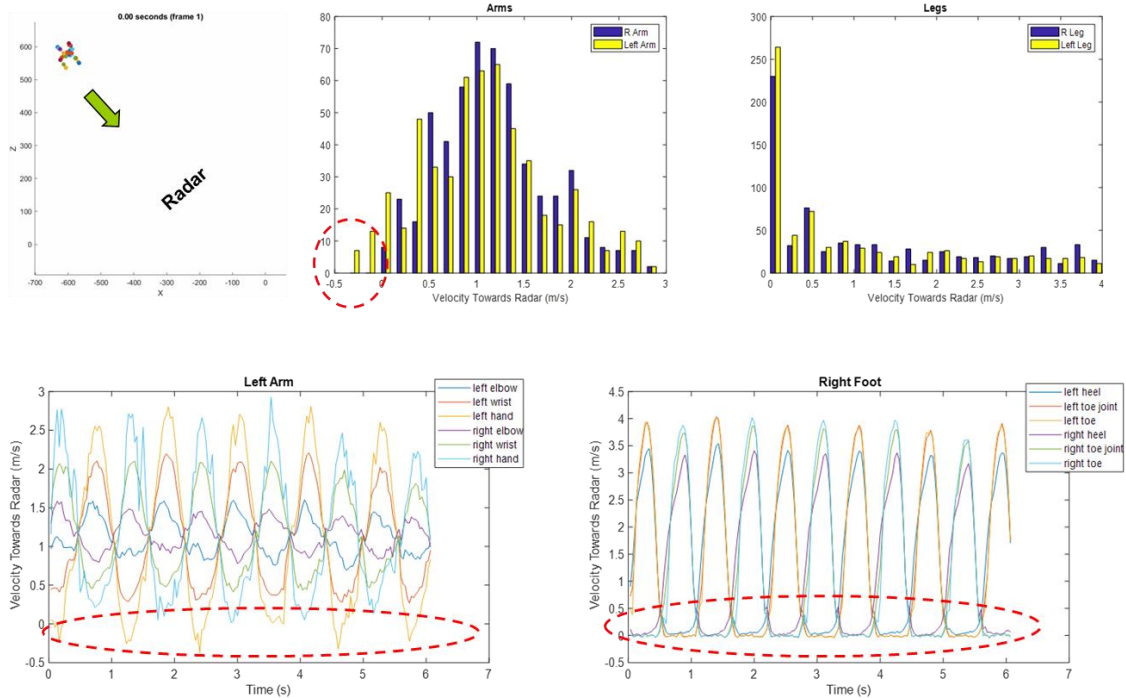 0.00 seconds (frame 1)
600
500
400
300
200
100
0
Z
-700
-600
-500
-400
-300
-200
-100
0
X
Radar
Arms
80
70
60
50
40
30
20
10
0
-0.5
0
0.5
1
1.5
2
2.5
3
Velocity Towards Radar (m/s)
R Arm
Left Arm
Legs
300
250
200
150
100
50
0
0
0.5
1
1.5
2
2.5
3
3.5
4
Velocity Towards Radar (m/s)
R Leg
Left Leg
Left Arm
3
2.5
2
1.5
1
0.5
0
-0.5
Velocity Towards Radar (m/s)
0
1
2
3
4
5
6
7
Time (s)
left elbow
left wrist
left hand
right elbow
right wrist
right hand
Right Foot
4.5
4
3.5
3
2.5
2
1.5
1
0.5
0
-0.5
Velocity Towards Radar (m/s)
0
1
2
3
4
5
6
7
Time (s)
left heel
left toe joint
left toe
right heel
right toe joint
right toe